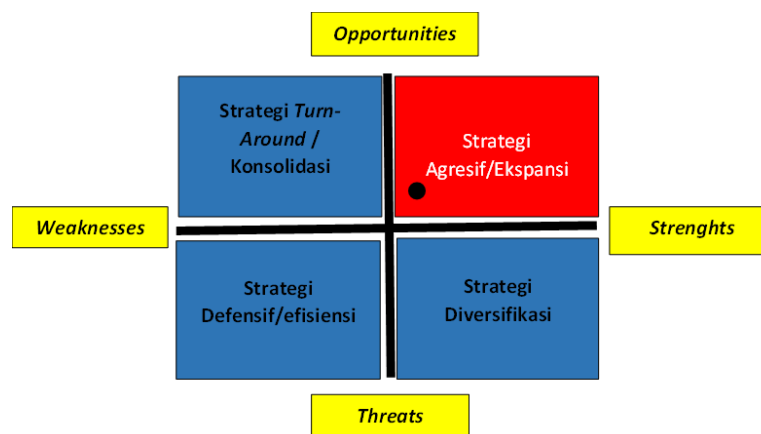 Opportunities
Strategi Turn-
Around /
Konsolidasi
Strategi
Agresif/Ekspansi
Weaknesses
Strenghts
Strategi
Defensif/efisiensi
Strategi
Diversifikasi
Threats